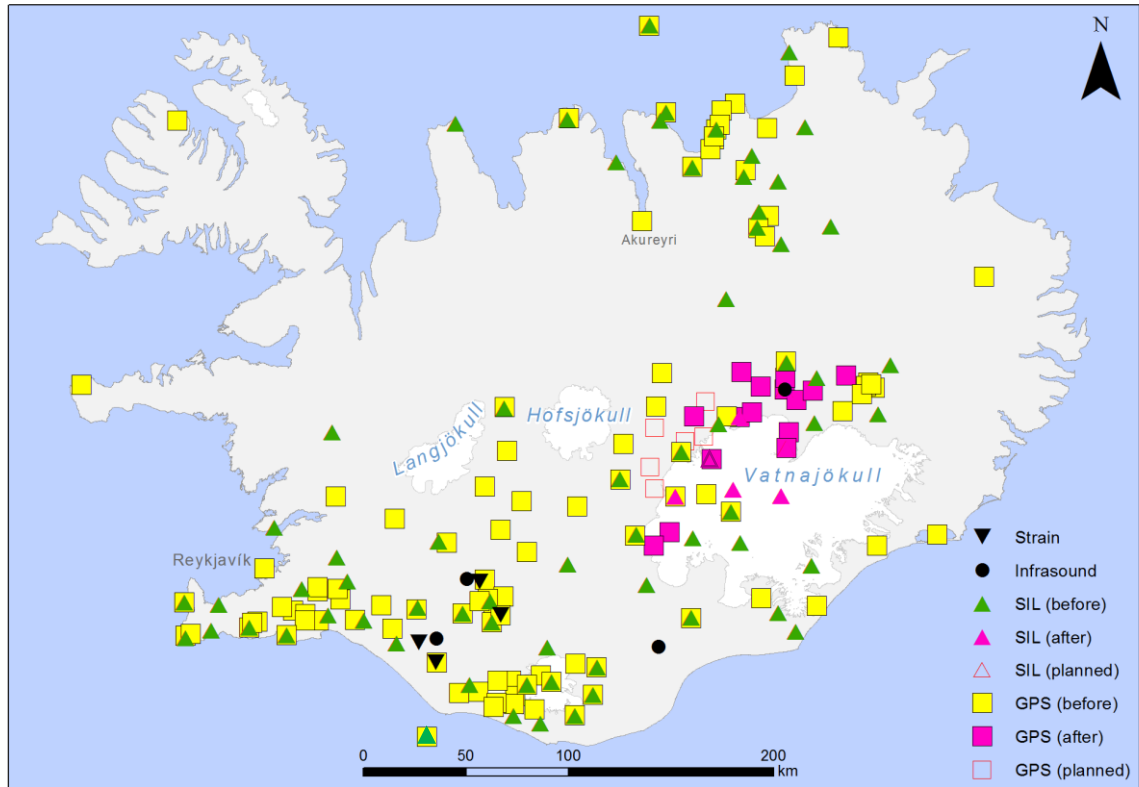 N
Akureyri
Langjökull
Hofsjökull
Vatnajökull
Reykjavík
Strain
Infrasound
SIL (before)
SIL (after)
SIL (planned)
GPS (before)
GPS (after)
GPS (planned)
0 50 100 200
km